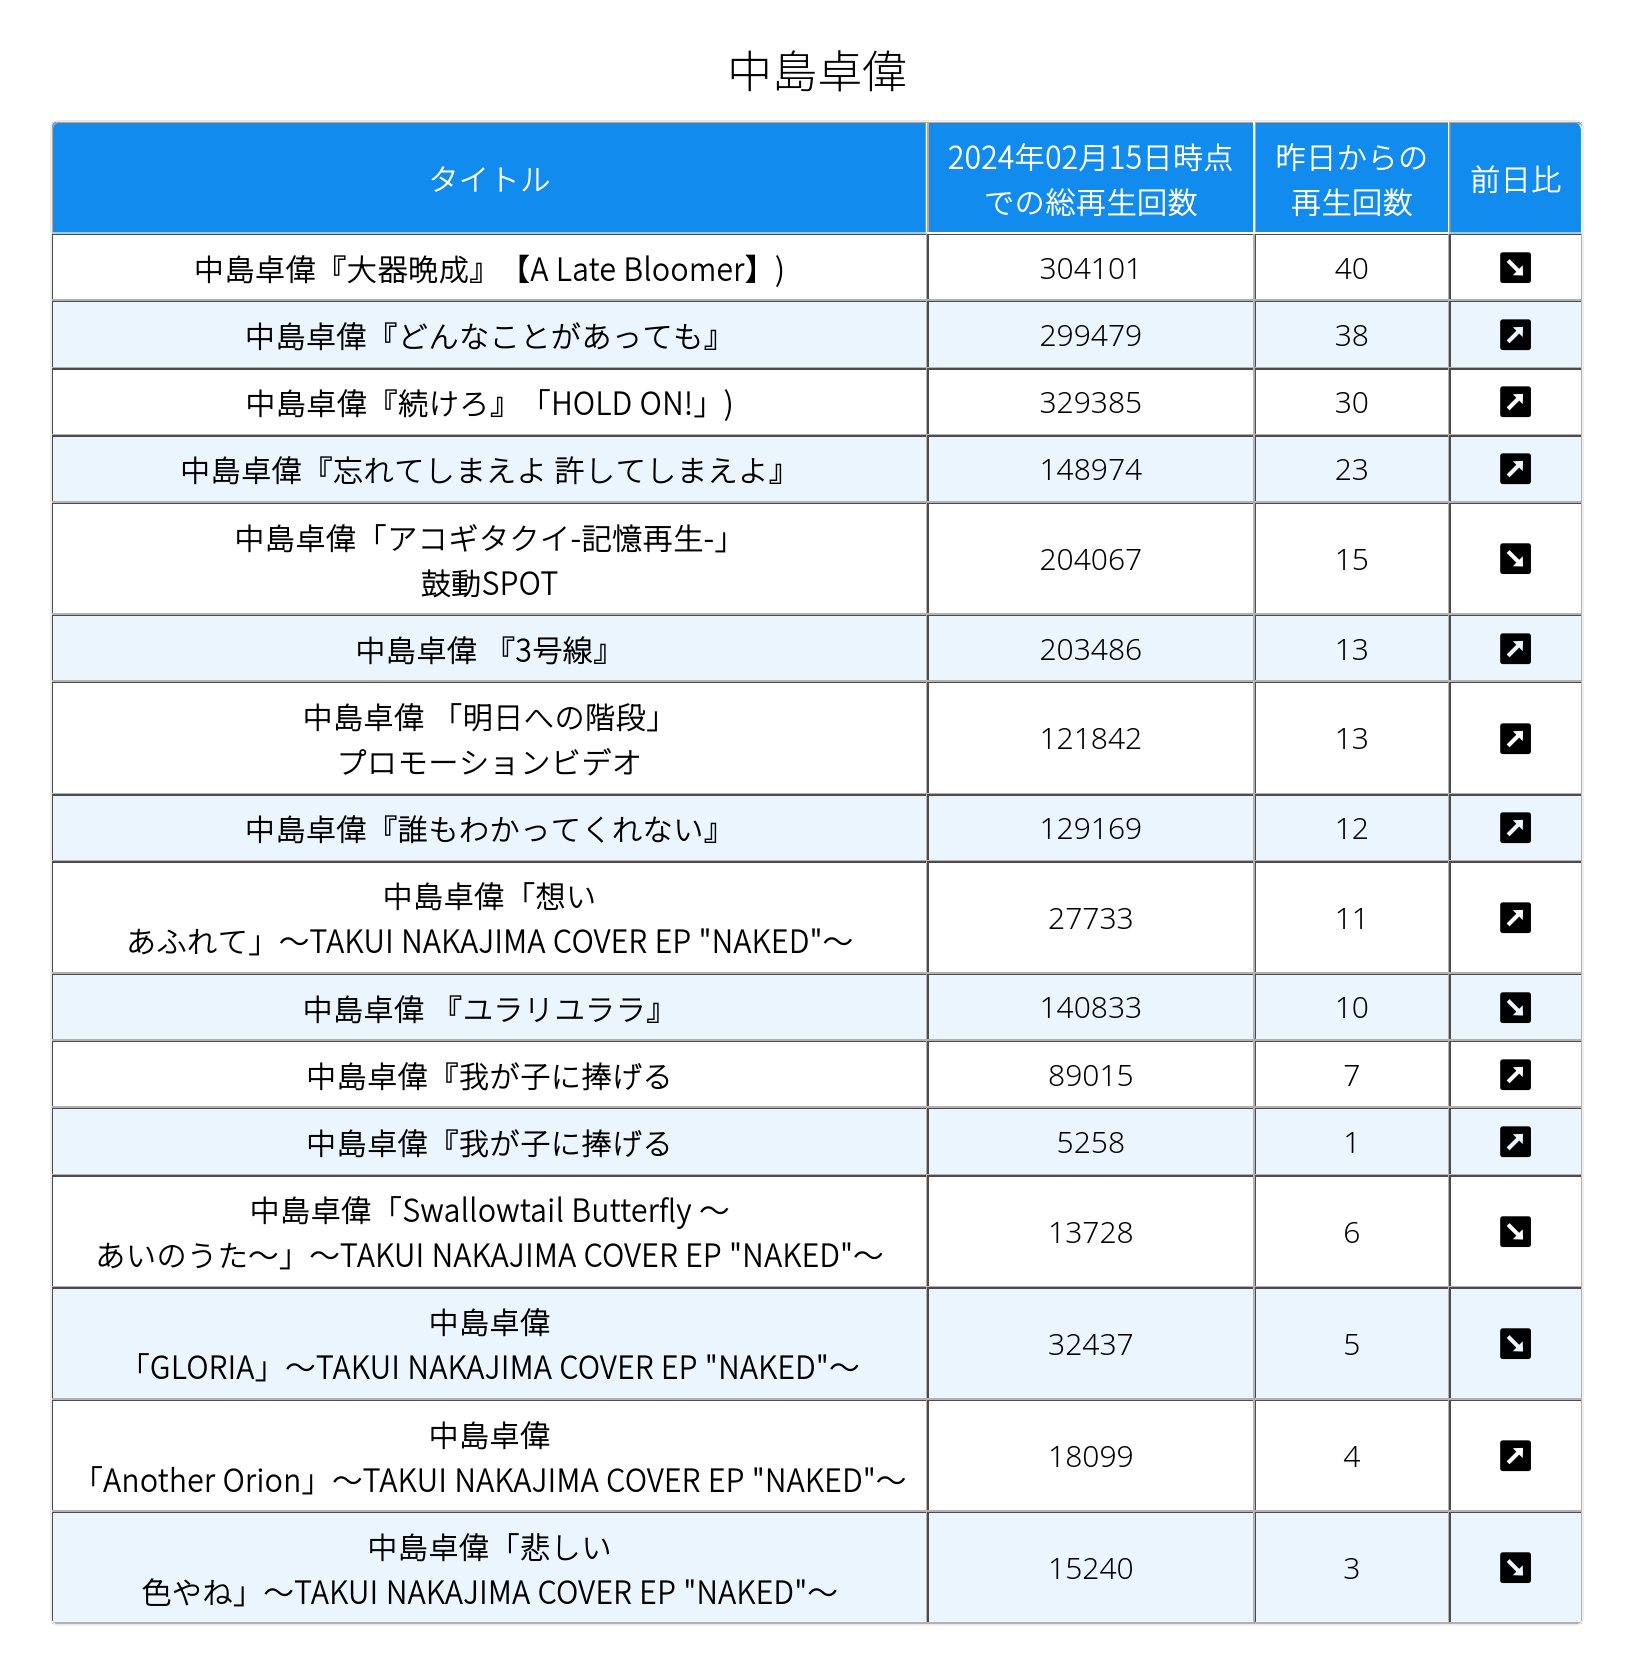 中島卓偉
タイトル
2024年02月15日時点
での総再生回数
昨日からの
再生回数
前日比
中島卓偉『大器晩成』【A Late Bloomer】) 304101 40
中島卓偉『どんなことがあっても』 299479 38
中島卓偉『続けろ』「HOLD ON!」) 329385 30
中島卓偉『忘れてしまえよ 許してしまえよ』 148974 23
中島卓偉「アコギタクイ-記憶再生-」
鼓動SPOT 204067 15
中島卓偉 『3号線』 203486 13
中島卓偉 「明日への階段」
プロモーションビデオ 121842 13
中島卓偉『誰もわかってくれない』 129169 12
中島卓偉「想い
あふれて」～TAKUI NAKAJIMA COVER EP "NAKED"～ 27733 11
中島卓偉 『ユラリユララ』 140833 10
中島卓偉『我が子に捧げる 89015 7
中島卓偉『我が子に捧げる 5258 1
中島卓偉「Swallowtail Butterfly ～
あいのうた～」～TAKUI NAKAJIMA COVER EP "NAKED"～ 13728 6
中島卓偉
「GLORIA」～TAKUI NAKAJIMA COVER EP "NAKED"～ 32437 5
中島卓偉
「Another Orion」～TAKUI NAKAJIMA COVER EP "NAKED"～ 18099 4
中島卓偉「悲しい
色やね」～TAKUI NAKAJIMA COVER EP "NAKED"～ 15240 3